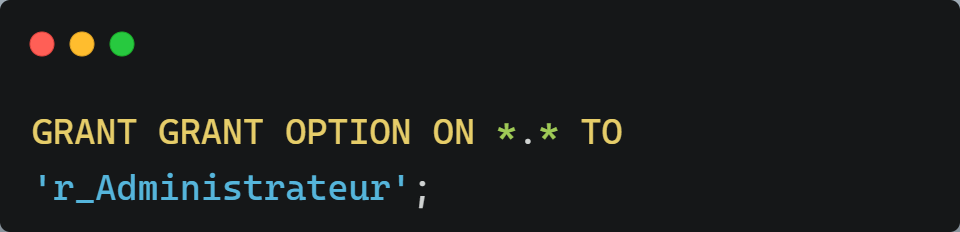 GRANT GRANT OPTION ON *.* TO
'r_Administrateur';